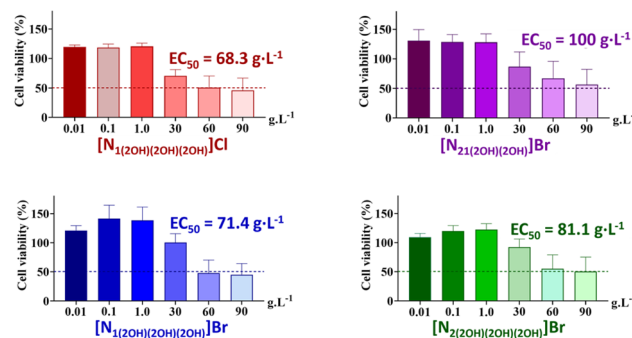 Cell viability (%)
150
100
50
0
EC50 = 68.3 g·L-1
0.01 0.1 1.0 30 60 90 g.L-1
[N1(2OH)(2OH)(2OH)]Cl
Cell viability (%)
150
100
50
0
EC50 = 100 g·L-1
0.01 0.1 1.0 30 60 90 g.L-1
[N21(2OH)(2OH)]Br
Cell viability (%)
150
100
50
0
EC50 = 71.4 g·L-1
0.01 0.1 1.0 30 60 90 g.L-1
[N1(2OH)(2OH)(2OH)]Br
Cell viability (%)
150
100
50
0
EC50 = 81.1 g·L-1
0.01 0.1 1.0 30 60 90 g.L-1
[N2(2OH)(2OH)(2OH)]Br